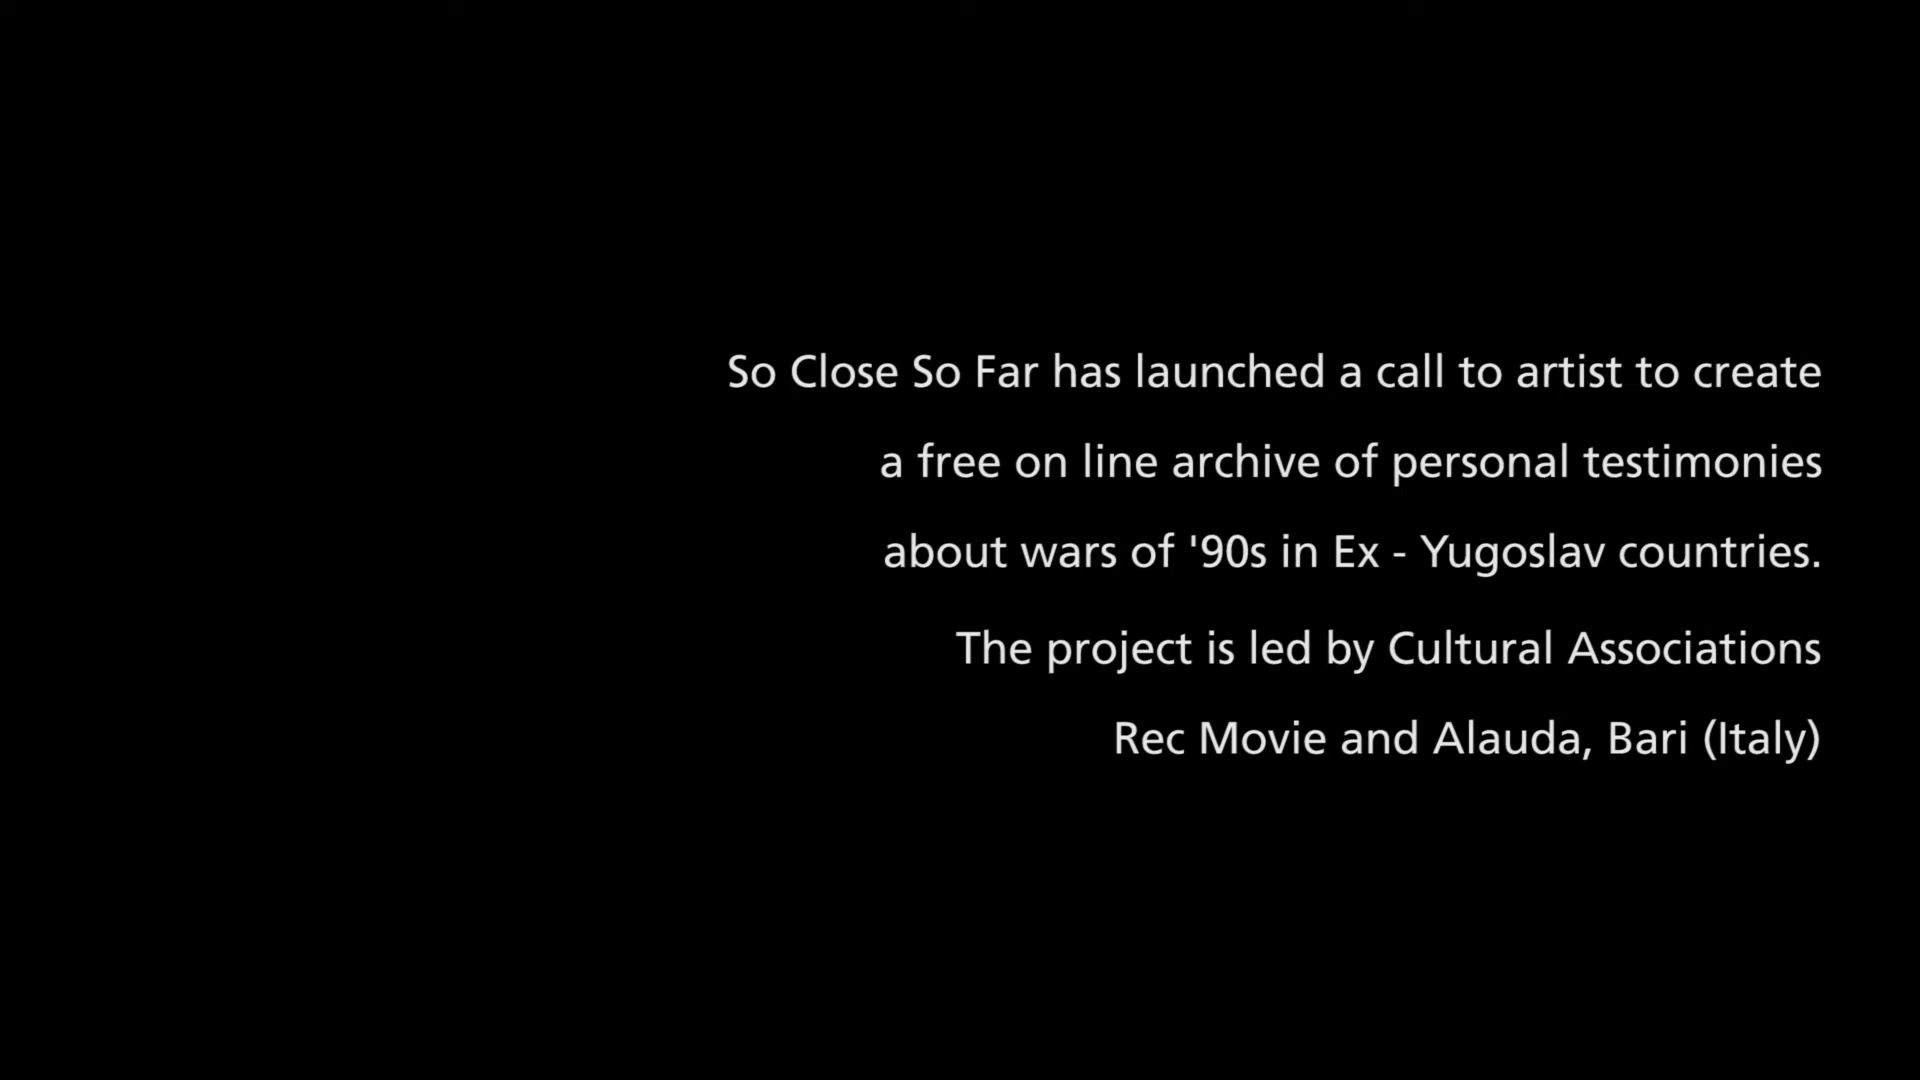 So Close So Far has launched a call to artist to create
a free on line archive of personal testimonies
about wars of '90s in Ex - Yugoslav countries.
The project is led by Cultural Associations
Rec Movie and Alauda, Bari (Italy)